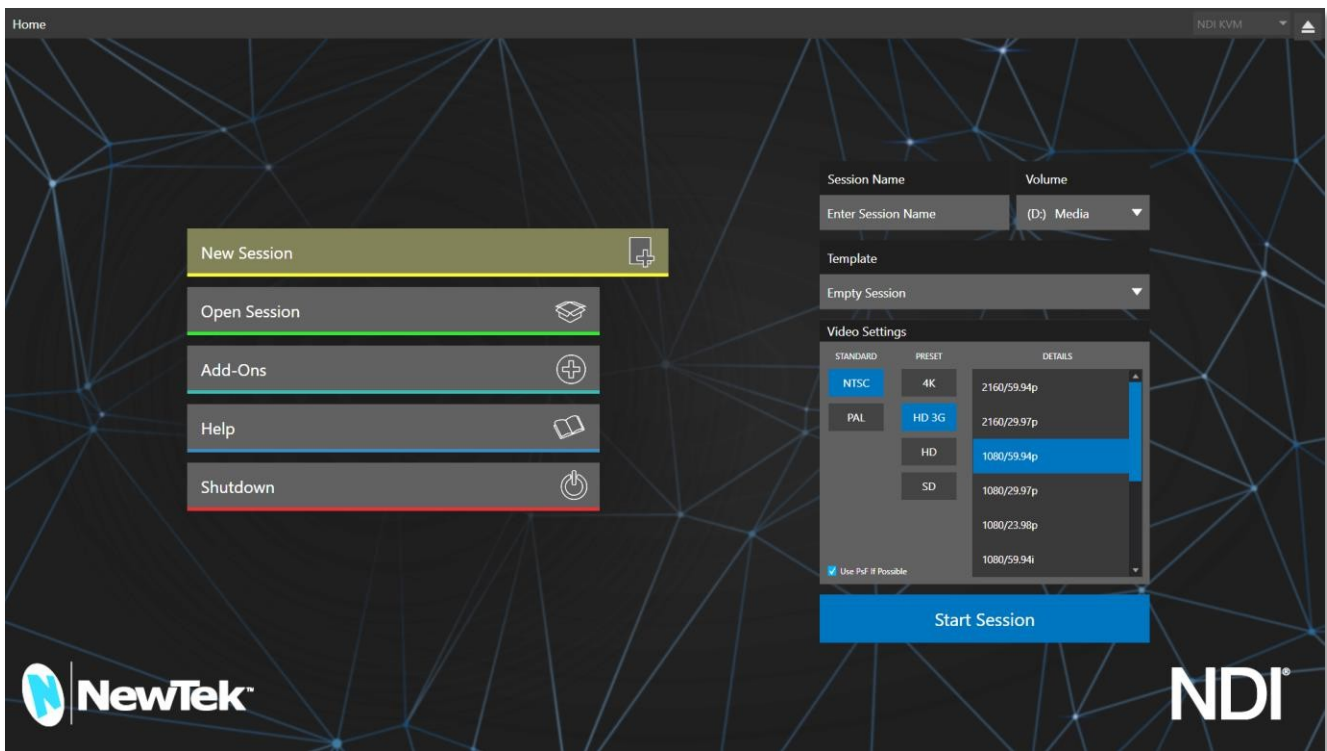 Home
NDI KVM
New Session
Open Session
Add-Ons
Help
Shutdown
Session Name
Volume
Enter Session Name
(D:) Media
Template
Empty Session
Video Settings
STANDARD
PRESET
DETAILS
NTSC
PAL
4K
HD 3G
HD
SD
2160/59.94p
2160/29.97p
1080/59.94p
1080/29.97p
1080/23.98p
1080/59.94i
Use PsF If Possible
Start Session
N NewTek™
NDI®